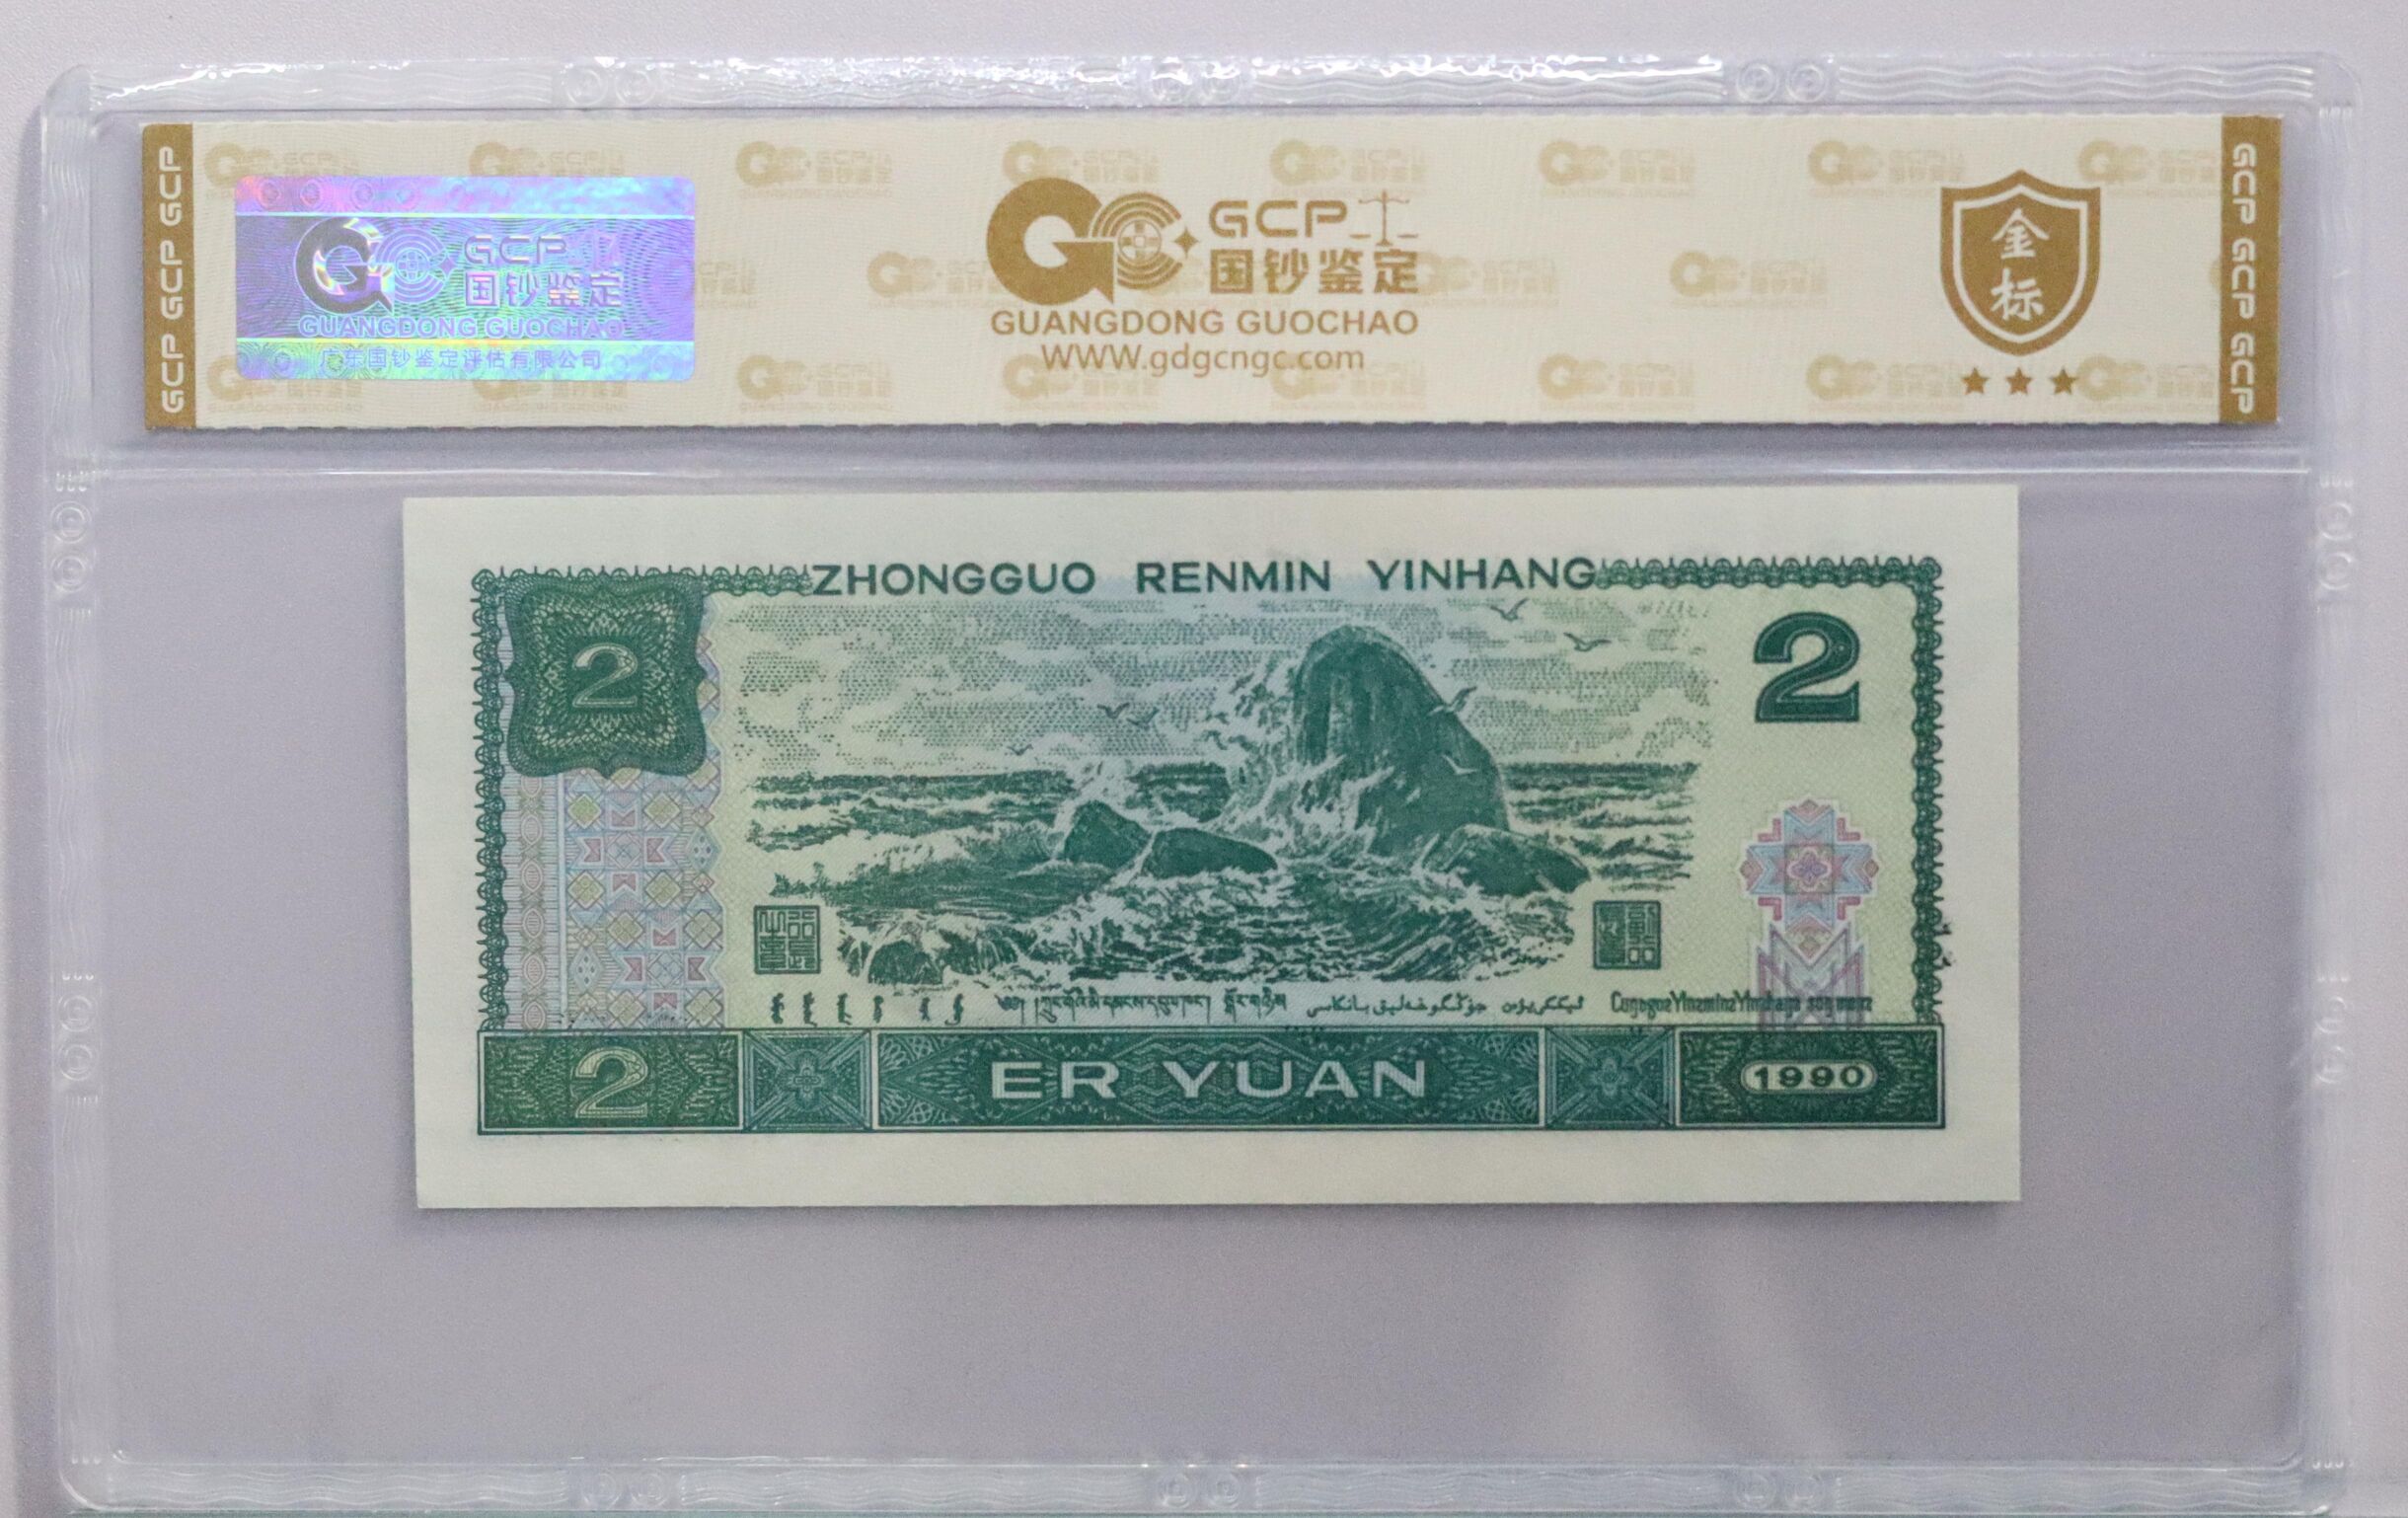 GCP GCP GCP
GCP
国钞鉴定
GUANGDONG GUOCHAO
广东国钞鉴定评估有限公司
GCP
国钞鉴定
GUANGDONG GUOCHAO
WWW.gdgcngc.com
金
标
GCP GCP GCP
ZHONGGUO RENMIN YINHANG
2
2
2
ER YUAN
1990